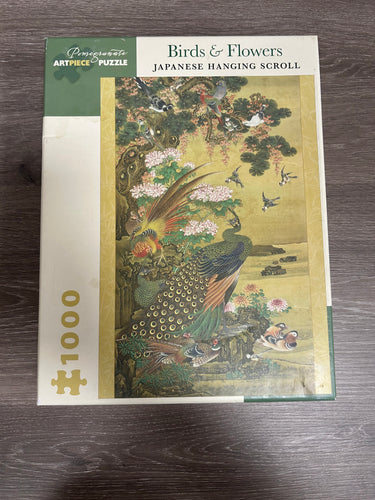 Pomegranate
ARTPIECE PUZZLE
Birds & Flowers
JAPANESE HANGING SCROLL
1000